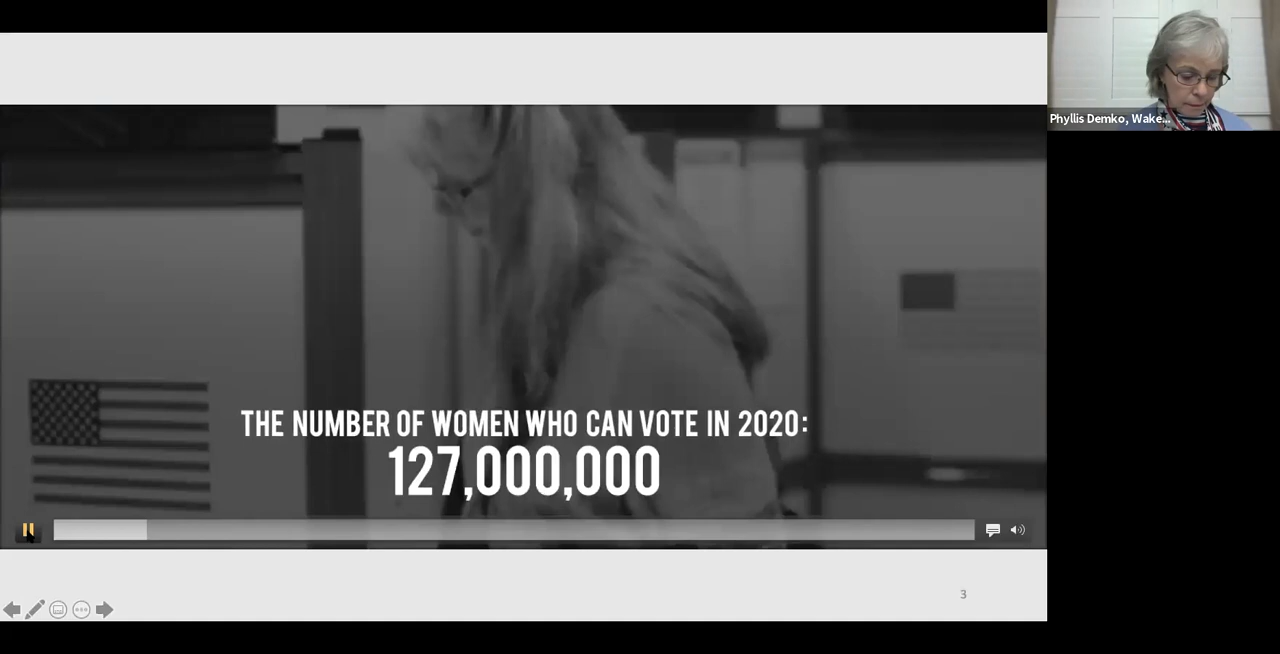 Phyllis Demko, Wake...
THE NUMBER OF WOMEN WHO CAN VOTE IN 2020:
127,000,000
3